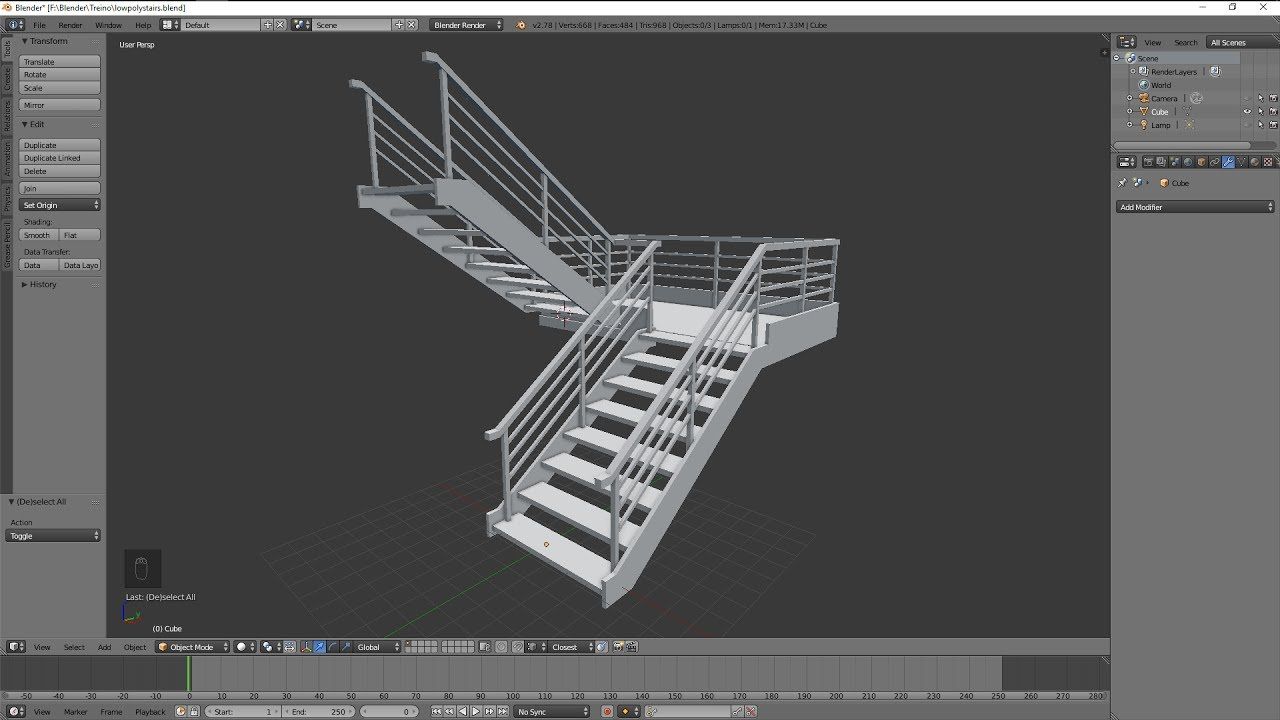 Blender* [F:\Blender\Treino\lowpolystairs.blend]
File Render Window Help Default Scene Blender Render v2.78 | Verts:668 | Faces:484 | Tris:968 | Objects:0/3 | Lamps:0/1 | Mem:17.33M | Cube
View Search All Scenes
Tools
Create
Relations
Animation
Physics
Grease Pencil
Transform
Translate
Rotate
Scale
Mirror
Edit
Duplicate
Duplicate Linked
Delete
Join
Set Origin
Shading:
Smooth Flat
Data Transfer:
Data Data Layo
History
(De)select All
Action
Toggle
User Persp
Last: (De)select All
y
(0) Cube
Scene
RenderLayers
World
Camera
Cube
Lamp
Cube
Add Modifier
View Select Add Object Object Mode Global Closest
-50 -40 -30 -20 -10 0 10 20 30 40 50 60 70 80 90 100 110 120 130 140 150 160 170 180 190 200 210 220 230 240 250 260 270 280
View Marker Frame Playback Start: 1 End: 250 0 No Sync